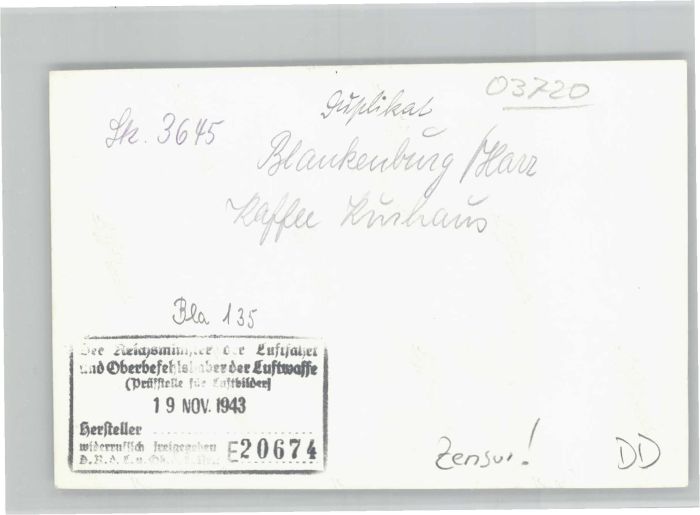 03720
Duplikat
Sk. 3645
Blankenburg/Harz
Kaffee Kurhaus
Bla 135
Der Reichsminister der Luftfahrt
und Oberbefehlshaber der Luftwaffe
(Prüfstelle für Luftbilder)
19 NOV. 1943
Hersteller
widerruflich freigegeben
E20674
Zensur!
DD